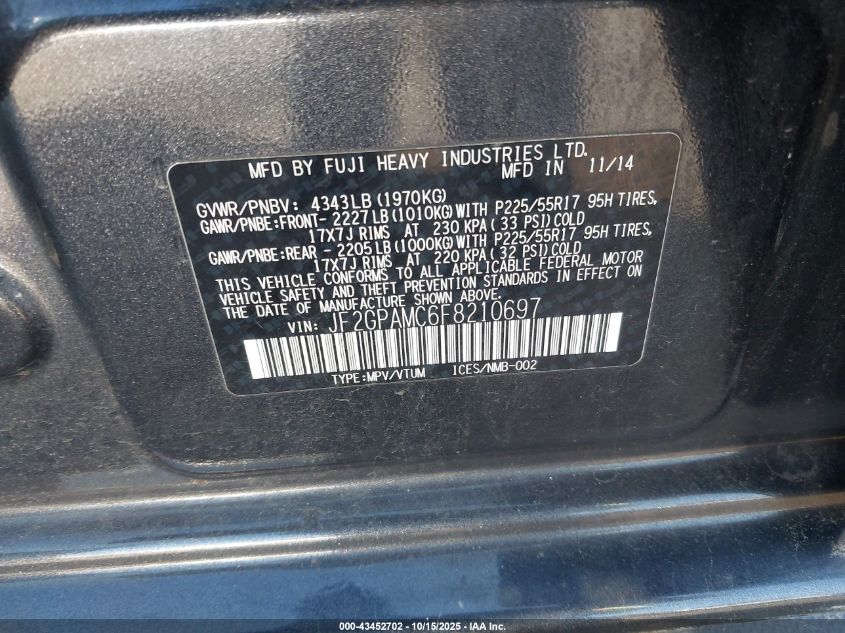 MFD BY FUJI HEAVY INDUSTRIES LTD.
MFD IN 11/14
GVWR/PNBV: 4343LB (1970KG)
GAWR/PNBE:FRONT- 2227LB (1010KG) WITH P225/55R17 95H TIRES,
17X7J RIMS AT 230 KPA (33 PSI) COLD
GAWR/PNBE:REAR - 2205LB (1000KG) WITH P225/55R17 95H TIRES,
17X7J RIMS AT 220 KPA (32 PSI) COLD
THIS VEHICLE CONFORMS TO ALL APPLICABLE FEDERAL MOTOR
VEHICLE SAFETY AND THEFT PREVENTION STANDARDS IN EFFECT ON
THE DATE OF MANUFACTURE SHOWN ABOVE.
VIN: JF2GPAMC6F8210697
TYPE:MPV/VTUM 1CES/NMB-002
000-43452702 - 10/15/2025 - IAA Inc.